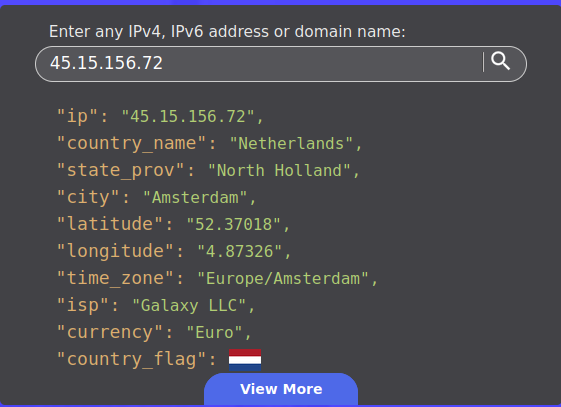 Enter any IPv4, IPv6 address or domain name:
45.15.156.72
"ip": "45.15.156.72",
"country_name": "Netherlands",
"state_prov": "North Holland",
"city": "Amsterdam",
"latitude": "52.37018",
"longitude": "4.87326",
"time_zone": "Europe/Amsterdam",
"isp": "Galaxy LLC",
"currency": "Euro",
"country_flag":
View More